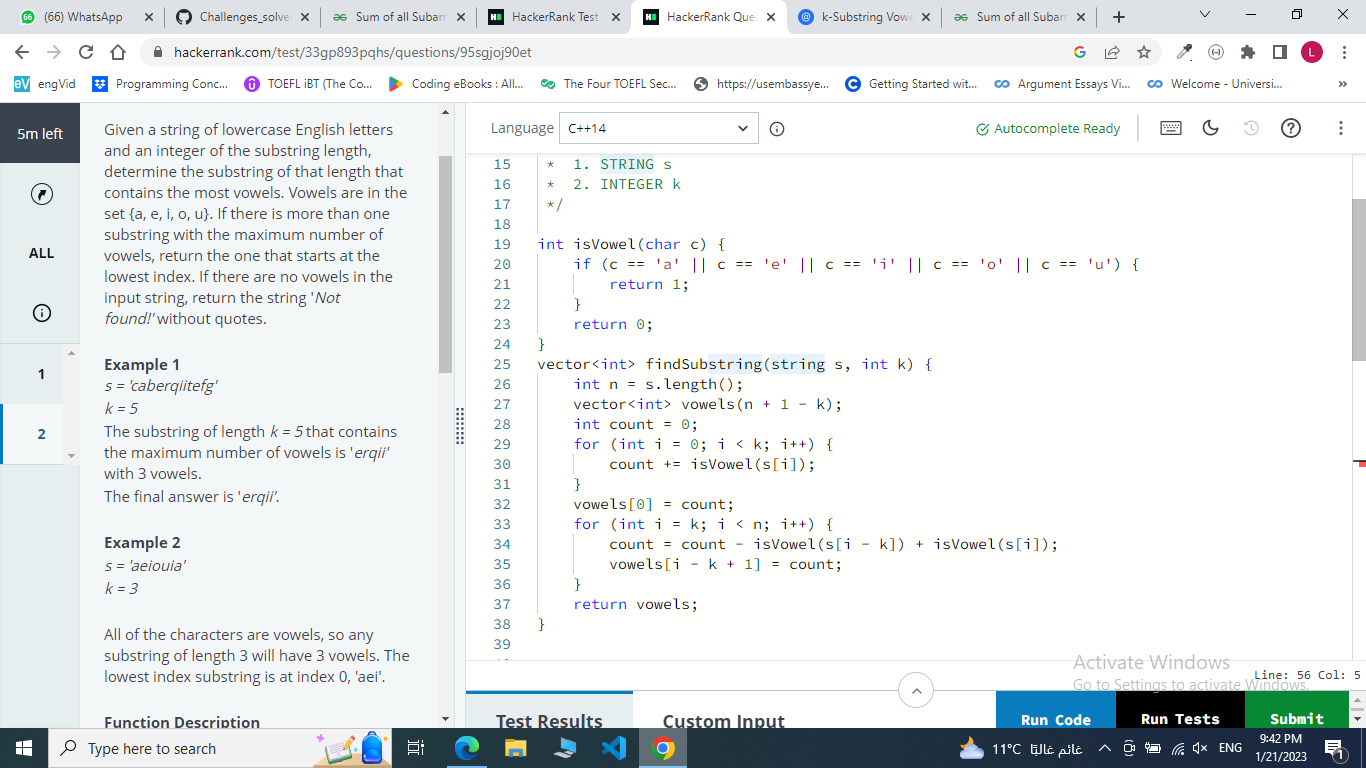 (66) WhatsApp
Challenges_solve
Sum of all Subarr
HackerRank Test
HackerRank Ques
k-Substring Vowe
Sum of all Subarr
hackerrank.com/test/33gp893pqhs/questions/95sgjoj90et
L
eV engVid
Programming Conc...
TOEFL iBT (The Co...
Coding eBooks : All...
The Four TOEFL Sec...
https://usembassye...
Getting Started wit...
Argument Essays Vi...
Welcome - Universi...
»
5m left
ALL
1
2
Given a string of lowercase English letters
and an integer of the substring length,
determine the substring of that length that
contains the most vowels. Vowels are in the
set {a, e, i, o, u}. If there is more than one
substring with the maximum number of
vowels, return the one that starts at the
lowest index. If there are no vowels in the
input string, return the string 'Not
found!' without quotes.
Example 1
s = 'caberqiitefg'
k = 5
The substring of length k = 5 that contains
the maximum number of vowels is 'erqii'
with 3 vowels.
The final answer is 'erqii'.
Example 2
s = 'aeiouia'
k = 3
All of the characters are vowels, so any
substring of length 3 will have 3 vowels. The
lowest index substring is at index 0, 'aei'.
Function Description
Language C++14
Autocomplete Ready
15 * 1. STRING s
16 * 2. INTEGER k
17 */
18
19 int isVowel(char c) {
20 if (c == 'a' || c == 'e' || c == 'i' || c == 'o' || c == 'u') {
21 return 1;
22 }
23 return 0;
24 }
25 vector<int> findSubstring(string s, int k) {
26 int n = s.length();
27 vector<int> vowels(n + 1 - k);
28 int count = 0;
29 for (int i = 0; i < k; i++) {
30 count += isVowel(s[i]);
31 }
32 vowels[0] = count;
33 for (int i = k; i < n; i++) {
34 count = count - isVowel(s[i - k]) + isVowel(s[i]);
35 vowels[i - k + 1] = count;
36 }
37 return vowels;
38 }
39
Activate Windows
Go to Settings to activate Windows.
Line: 56 Col: 5
Test Results
Custom Input
Run Code
Run Tests
Submit
Type here to search
11°C غائم غالبًا
ENG
9:42 PM
1/21/2023
1